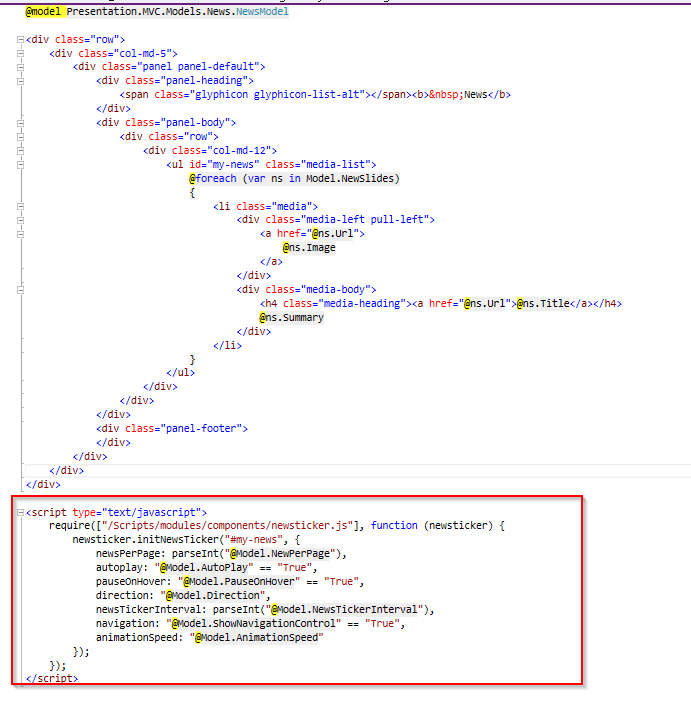 @model Presentation.MVC.Models.News.NewsModel
<div class="row">
<div class="col-md-5">
<div class="panel panel-default">
<div class="panel-heading">
<span class="glyphicon glyphicon-list-alt"></span><b>&nbsp;News</b>
</div>
<div class="panel-body">
<div class="row">
<div class="col-md-12">
<ul id="my-news" class="media-list">
@foreach (var ns in Model.NewSlides)
{
<li class="media">
<div class="media-left pull-left">
<a href="@ns.Url">
@ns.Image
</a>
</div>
<div class="media-body">
<h4 class="media-heading"><a href="@ns.Url">@ns.Title</a></h4>
@ns.Summary
</div>
</li>
}
</ul>
</div>
</div>
</div>
<div class="panel-footer">
</div>
</div>
</div>
</div>
<script type="text/javascript">
require(["/Scripts/modules/components/newsticker.js"], function (newsticker) {
newsticker.initNewsTicker("#my-news", {
newsPerPage: parseInt("@Model.NewPerPage"),
autoplay: "@Model.AutoPlay" == "True",
pauseOnHover: "@Model.PauseOnHover" == "True",
direction: "@Model.Direction",
newsTickerInterval: parseInt("@Model.NewsTickerInterval"),
navigation: "@Model.ShowNavigationControl" == "True",
animationSpeed: "@Model.AnimationSpeed"
});
});
</script>